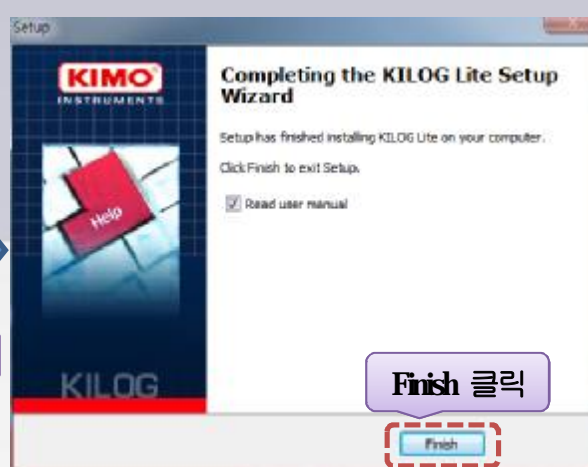 Setup
KIMO
INSTRUMENTS
Completing the KILOG Lite Setup
Wizard
Setup has finished installing KILOG Lite on your computer.
Click Finish to exit Setup.
Read user manual
Help
KILOG
Finish 클릭
Finish